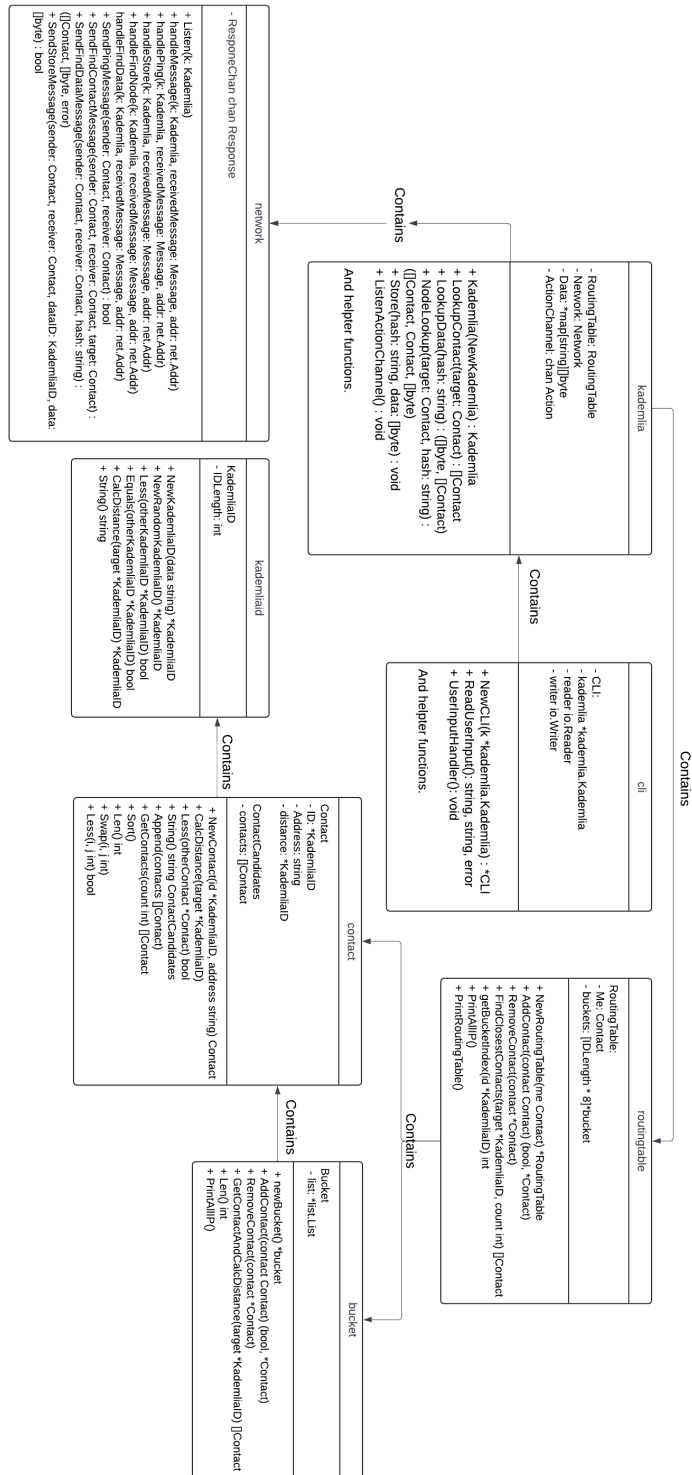 Contains
kademlia
- RoutingTable: RoutingTable
- Network: Network
- Data: *map[string][]byte
- ActionChannel: chan Action
+ Kademlia(NewKademlia) : Kademlia
+ LookupContact(target: Contact) : []Contact
+ LookupData(hash: string) : ([]byte, []Contact)
+ NodeLookup(target: Contact, hash: string) :
([]Contact, Contact, []byte)
+ Store(hash: string, data: []byte) : void
+ ListenActionChannel() : void
And helpter functions.
Contains
cli
- CLI:
- kademlia *kademlia.Kademlia
- reader io.Reader
- writer io.Writer
+ NewCLI(k *kademlia.Kademlia) : *CLI
+ ReadUserInput(): string, string, error
+ UserInputHandler(): void
And helpter functions.
routingtable
RoutingTable:
- Me: Contact
- buckets: [IDLength * 8]*bucket
+ NewRoutingTable(me Contact) *RoutingTable
+ AddContact(contact Contact) (bool, *Contact)
+ RemoveContact(contact *Contact)
+ FindClosestContacts(target *KademliaID, count int) []Contact
+ getBucketIndex(id *KademliaID) int
+ PrintAllIP()
+ PrintRoutingTable()
Contains
Contains
network
- ResponeChan chan Response
+ Listen(k: Kademlia)
+ handleMessage(k: Kademlia, receivedMessage: Message, addr: net.Addr)
+ handlePing(k: Kademlia, receivedMessage: Message, addr: net.Addr)
+ handleStore(k: Kademlia, receivedMessage: Message, addr: net.Addr)
+ handleFindNode(k: Kademlia, receivedMessage: Message, addr: net.Addr)
handleFindData(k: Kademlia, receivedMessage: Message, addr: net.Addr)
+ SendPingMessage(sender: Contact, receiver: Contact) : bool
+ SendFindContactMessage(sender: Contact, receiver: Contact, target: Contact) :
+ SendFindDataMessage(sender: Contact, receiver: Contact, hash: string) :
([]Contact, []byte, error)
+ SendStoreMessage(sender: Contact, receiver: Contact, dataID: KademliaID, data:
[]byte) : bool
kademliaid
KademliaID
- IDLength: int
+ NewKademliaID(data string) *KademliaID
+ NewRandomKademliaID() *KademliaID
+ Less(otherKademliaID *KademliaID) bool
+ Equals(otherKademliaID *KademliaID) bool
+ CalcDistance(target *KademliaID) *KademliaID
+ String() string
Contains
contact
Contact
- ID: *KademliaID
- Address: string
- distance: *KademliaID
ContactCandidates
- contacts: []Contact
+ NewContact(id *KademliaID, address string) Contact
+ CalcDistance(target *KademliaID)
+ Less(otherContact *Contact) bool
+ String() string ContactCandidates
+ Append(contacts []Contact)
+ GetContacts(count int) []Contact
+ Sort()
+ Len() int
+ Swap(i, j int)
+ Less(i, j int) bool
Contains
bucket
Bucket
- list: *list.List
+ newBucket() *bucket
+ AddContact(contact Contact) (bool, *Contact)
+ RemoveContact(contact *Contact)
+ GetContactAndCalcDistance(target *KademliaID) []Contact
+ Len() int
+ PrintAllIP()